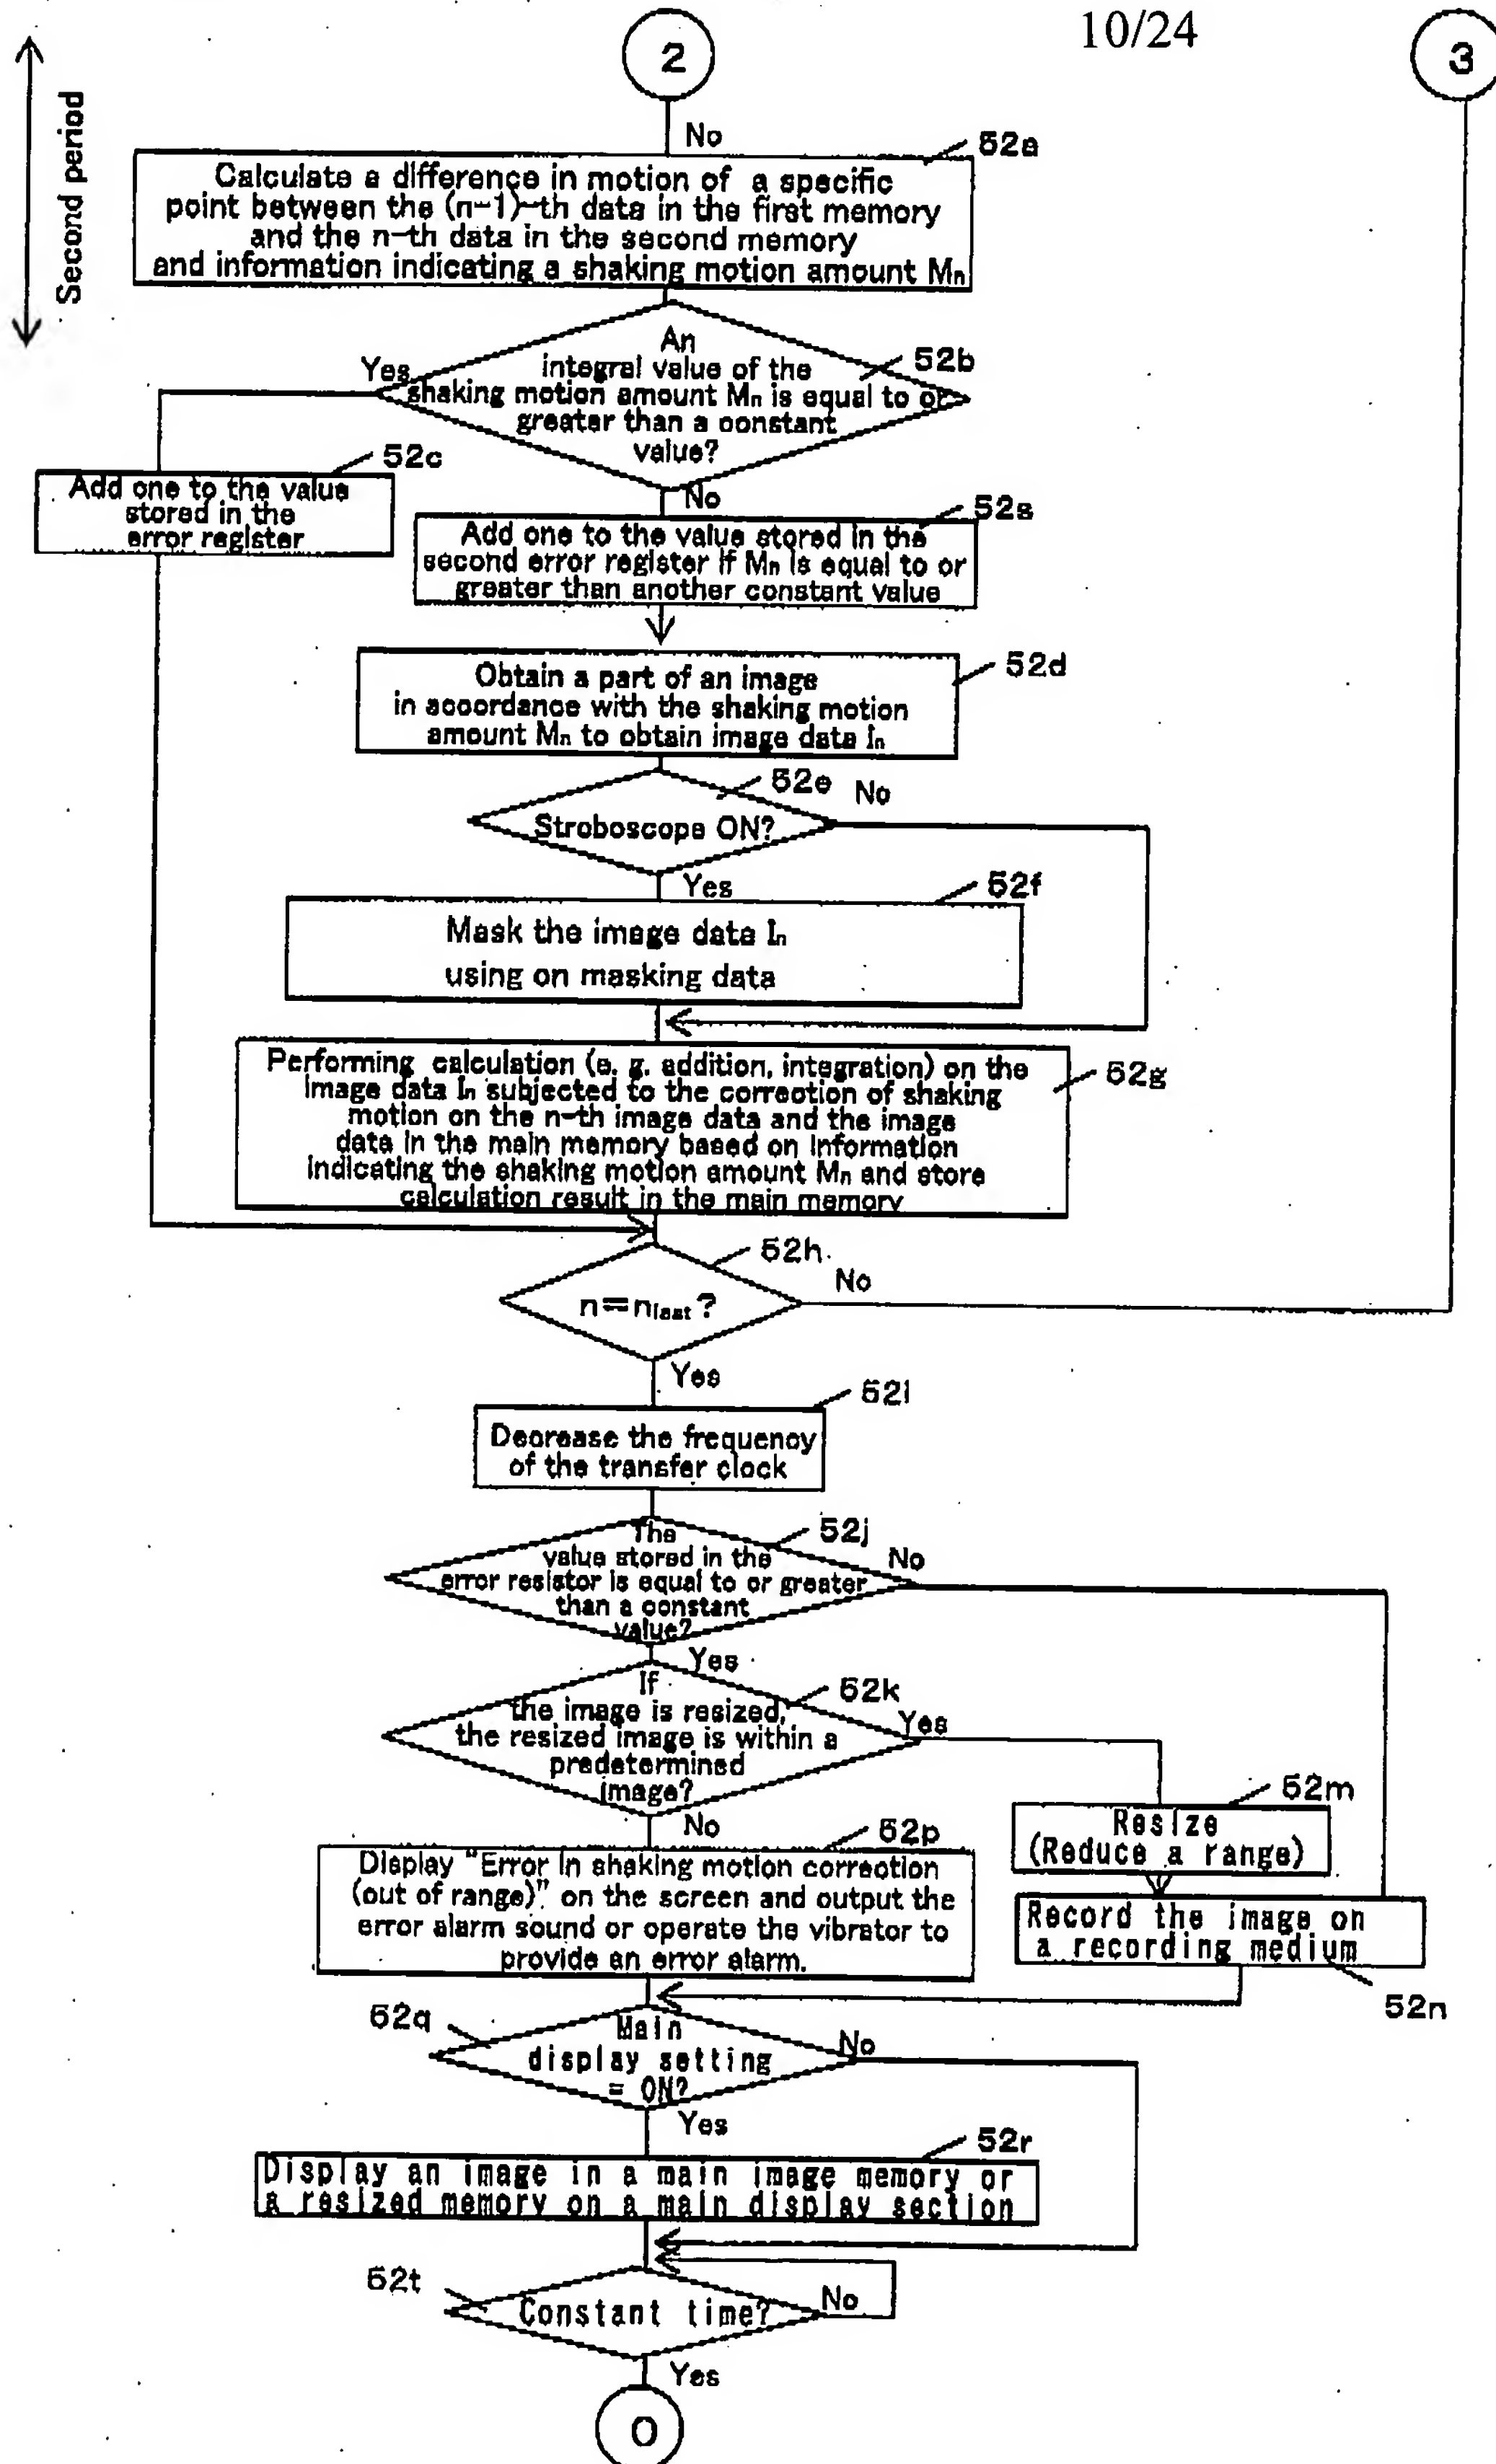 10/24
2
3
Second period
No
52a
Calculate a difference in motion of a specific
point between the (n-1)-th data in the first memory
and the n-th data in the second memory
and information indicating a shaking motion amount Mn
52b
Yes
An
integral value of the
shaking motion amount Mn is equal to or
greater than a constant
value?
52c
Add one to the value
stored in the
error register
No
52s
Add one to the value stored in the
second error register if Mn is equal to or
greater than another constant value
52d
Obtain a part of an image
in accordance with the shaking motion
amount Mn to obtain image data In
52e
No
Stroboscope ON?
Yes
52f
Mask the image data In
using on masking data
52g
Performing calculation (e. g. addition, integration) on the
image data In subjected to the correction of shaking
motion on the n-th image data and the image
data in the main memory based on information
indicating the shaking motion amount Mn and store
calculation result in the main memory
52h
No
n=nlast?
Yes
52i
Decrease the frequency
of the transfer clock
52j
No
The
value stored in the
error resistor is equal to or greater
than a constant
value?
Yes
52k
Yes
If
the image is resized,
the resized image is within a
predetermined
image?
No
52m
Resize
(Reduce a range)
52p
Display "Error in shaking motion correction
(out of range)" on the screen and output the
error alarm sound or operate the vibrator to
provide an error alarm.
Record the image on
a recording medium
52n
52q
No
Main
display setting
= ON?
Yes
52r
Display an image in a main image memory or
a resized memory on a main display section
52t
Constant time?
No
Yes
0